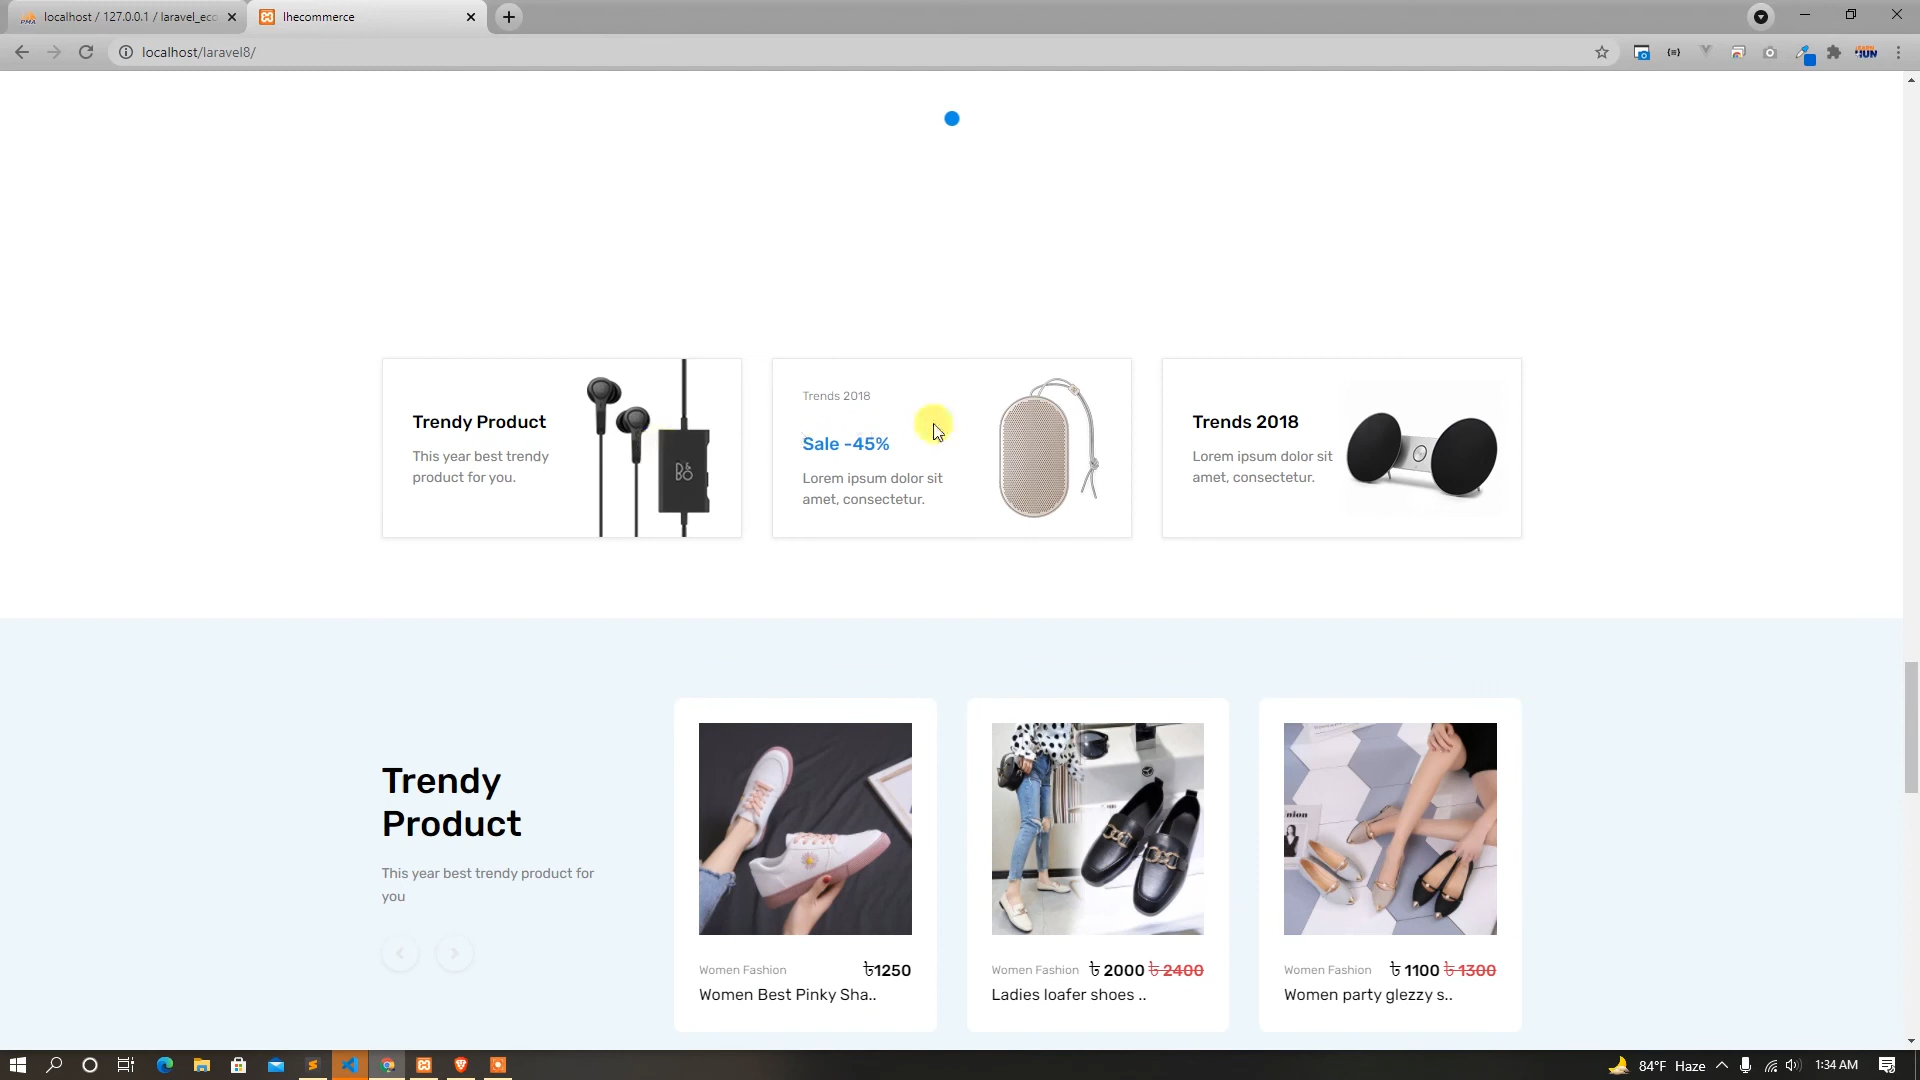 localhost / 127.0.0.1 / laravel_ecc
lhecommerce
localhost/laravel8/
Trendy Product
This year best trendy
product for you.
B&O
Trends 2018
Sale -45%
Lorem ipsum dolor sit
amet, consectetur.
Trends 2018
Lorem ipsum dolor sit
amet, consectetur.
Trendy
Product
This year best trendy product for
you
Women Fashion ৳1250
Women Best Pinky Sha..
Women Fashion ৳ 2000 ৳ 2400
Ladies loafer shoes ..
Women Fashion ৳ 1100 ৳ 1300
Women party glezzy s..
84°F Haze
1:34 AM